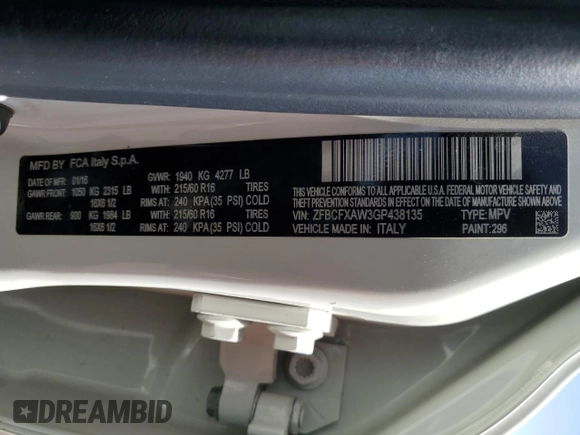 MFD BY FCA Italy S.p.A.
DATE OF MFR: 01/16 GVWR: 1940 KG 4277 LB
GAWR FRONT: 1050 KG 2315 LB WITH: 215/60 R16 TIRES
16X6 1/2 RIMS AT: 240 KPA (35 PSI) COLD
GAWR REAR: 900 KG 1984 LB WITH: 215/60 R16 TIRES
16X6 1/2 RIMS AT: 240 KPA (35 PSI) COLD
THIS VEHICLE CONFORMS TO ALL APPLICABLE U.S.A. FEDERAL MOTOR VEHICLE SAFETY,
BUMPER, AND THEFT PREVENTION STANDARDS IN
EFFECT ON THE DATE OF MANUFACTURE SHOWN ABOVE.
VIN: ZFBCFXAW3GP438135 TYPE: MPV
VEHICLE MADE IN: ITALY PAINT: 296
DREAMBID